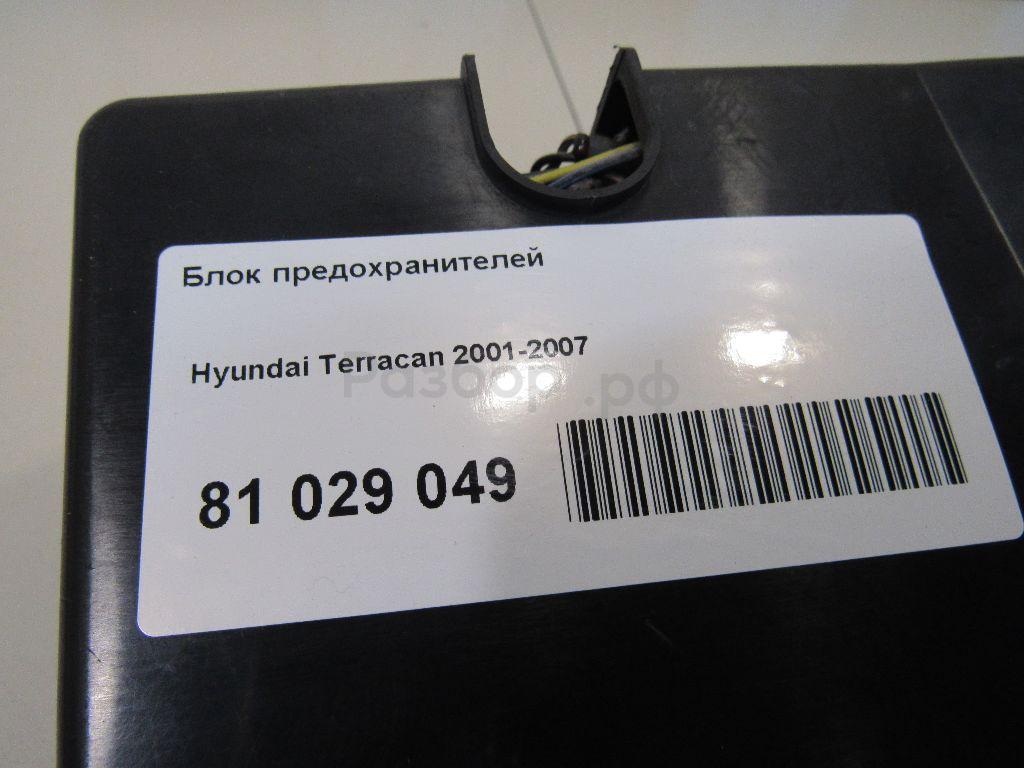 Блок предохранителей
Hyundai Terracan 2001-2007
Разбор.рф
81 029 049